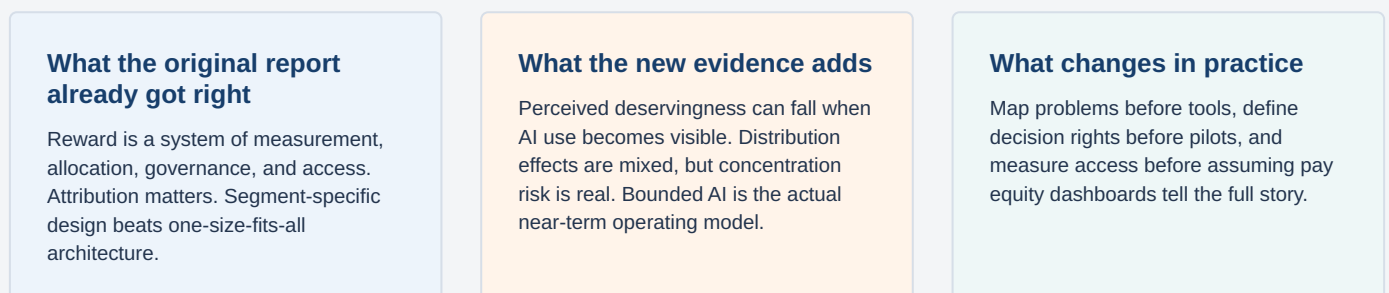 What the original report
already got right
Reward is a system of measurement,
allocation, governance, and access.
Attribution matters. Segment-specific
design beats one-size-fits-all
architecture.
What the new evidence adds
Perceived deservingness can fall when
AI use becomes visible. Distribution
effects are mixed, but concentration
risk is real. Bounded AI is the actual
near-term operating model.
What changes in practice
Map problems before tools, define
decision rights before pilots, and
measure access before assuming pay
equity dashboards tell the full story.